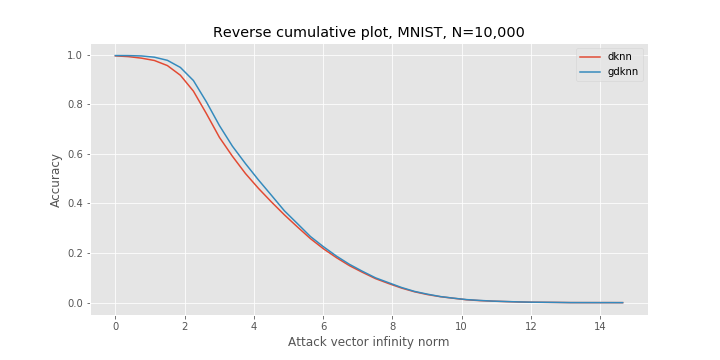 Reverse cumulative plot, MNIST, N=10,000
dknn
gdknn
1.0
0.8
0.6
0.4
0.2
0.0
Accuracy
0
2
4
6
8
10
12
14
Attack vector infinity norm